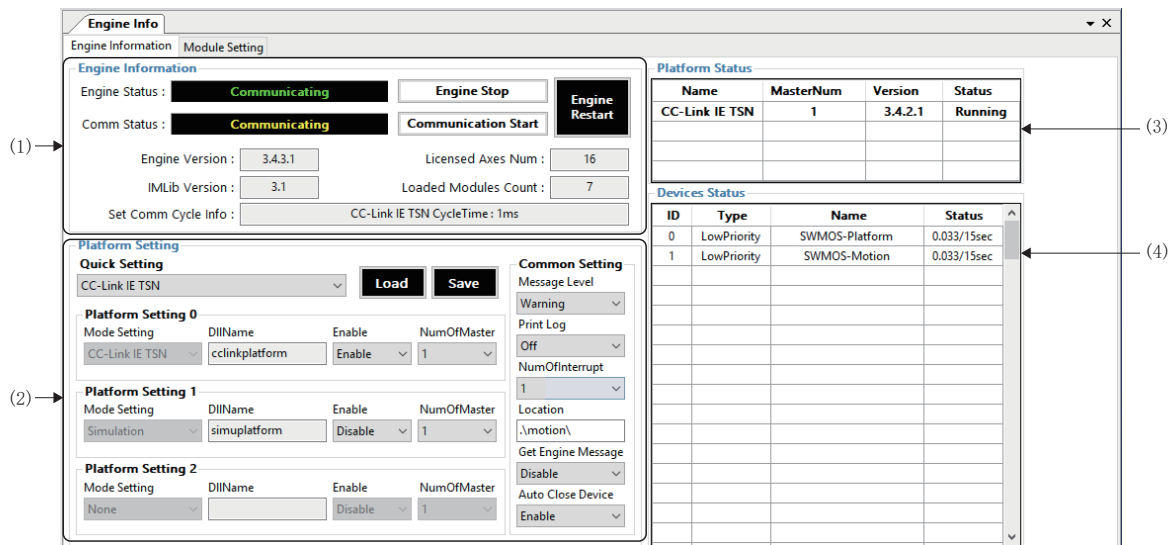 Engine Info
Engine Information Module Setting
(1)
Engine Information
Engine Status : Communicating Engine Stop Engine Restart
Comm Status : Communicating Communication Start
Engine Version : 3.4.3.1 Licensed Axes Num : 16
IMLib Version : 3.1 Loaded Modules Count : 7
Set Comm Cycle Info : CC-Link IE TSN CycleTime : 1ms
(2)
Platform Setting
Quick Setting
CC-Link IE TSN Load Save
Platform Setting 0
Mode Setting DllName Enable NumOfMaster
CC-Link IE TSN cclinkplatform Enable 1
Platform Setting 1
Mode Setting DllName Enable NumOfMaster
Simulation simuplatform Disable 1
Platform Setting 2
Mode Setting DllName Enable NumOfMaster
None Disable 1
Common Setting
Message Level
Warning
Print Log
Off
NumOfInterrupt
1
Location
.\motion\
Get Engine Message
Disable
Auto Close Device
Enable
Platform Status
Name MasterNum Version Status
CC-Link IE TSN 1 3.4.2.1 Running
(3)
Devices Status
ID Type Name Status
0 LowPriority SWMOS-Platform 0.033/15sec
1 LowPriority SWMOS-Motion 0.033/15sec
(4)